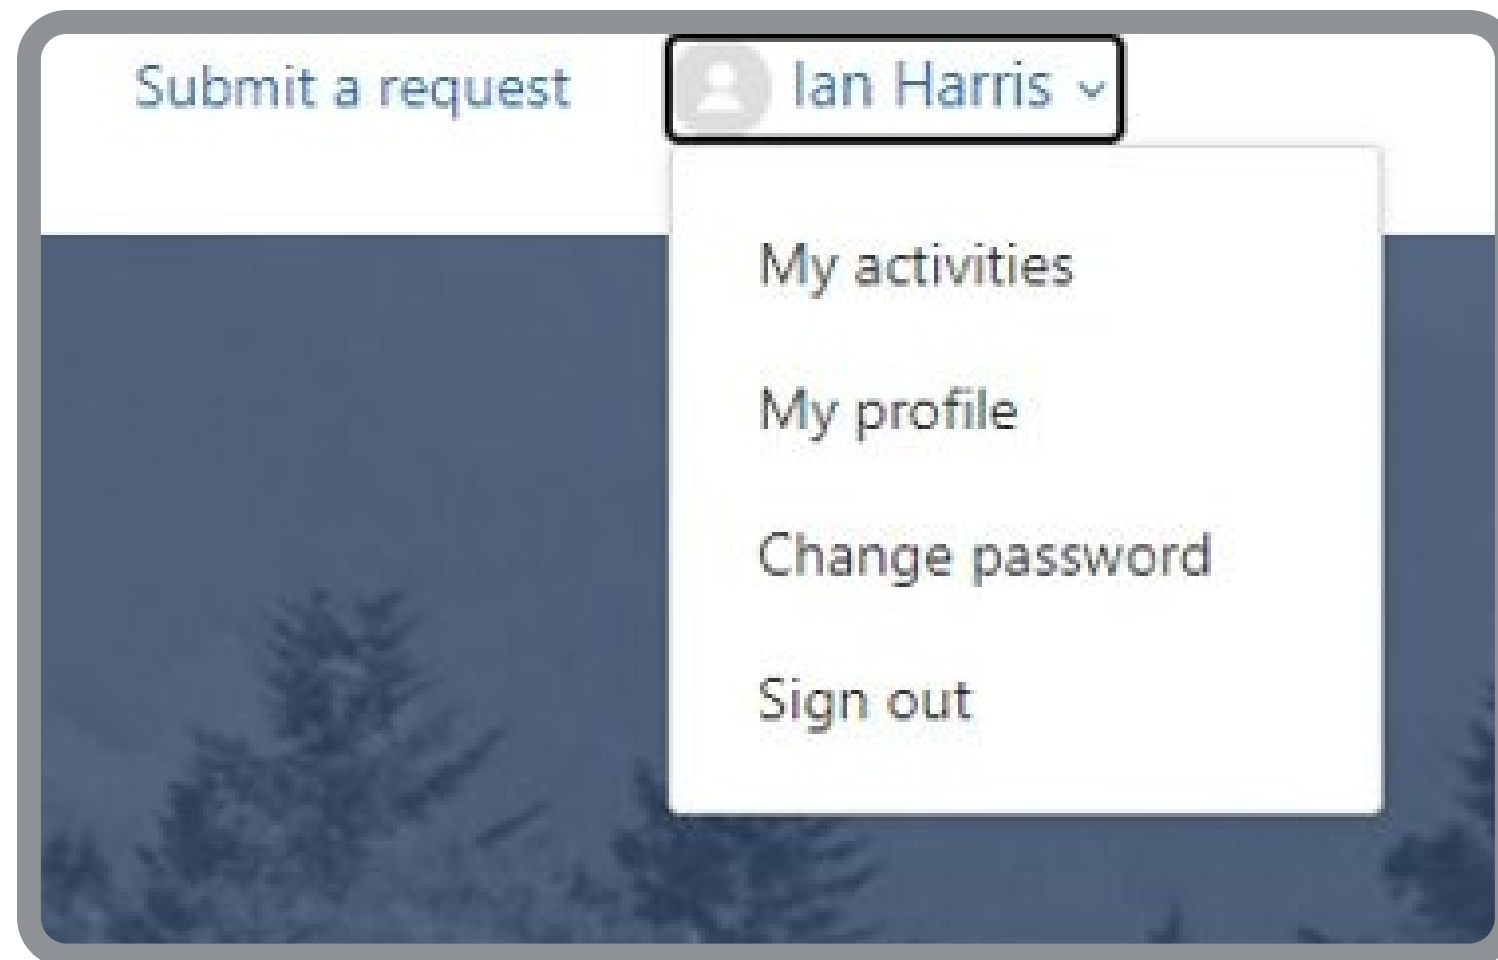 Submit a request
Ian Harris
My activities
My profile
Change password
Sign out